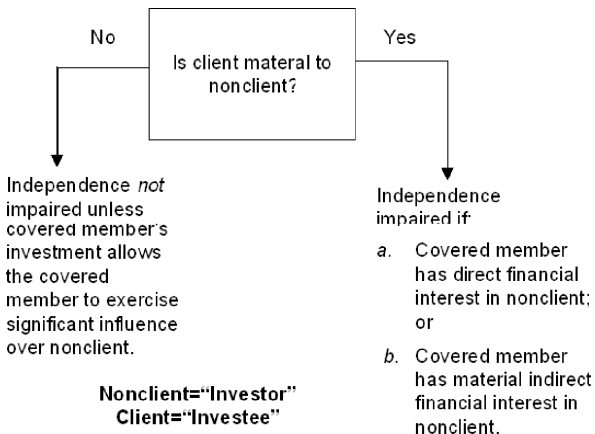 No
Yes
Is client materal to
nonclient?
Independence not
impaired unless
covered member's
investment allows
the covered
member to exercise
significant influence
over nonclient.
Independence
impaired if:
a. Covered member
has direct financial
interest in nonclient;
or
b. Covered member
has material indirect
financial interest in
nonclient.
Nonclient=“Investor”
Client=“Investee”